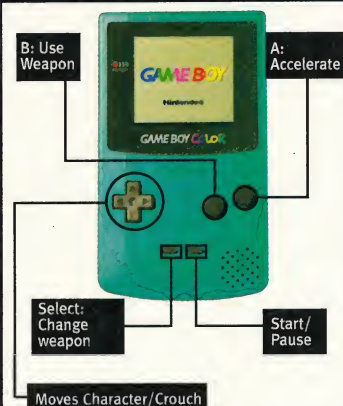 B: Use
Weapon
A:
Accelerate
GAME BOY
Nintendo
GAME BOY COLOR
Select:
Change
weapon
Start/
Pause
Moves Character/Crouch